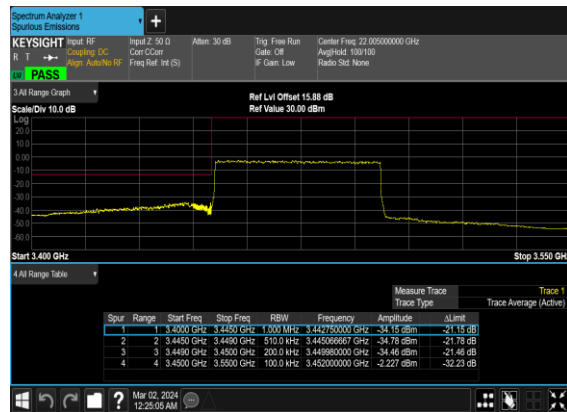 Spectrum Analyzer 1
Spurious Emissions
KEYSIGHT Input: RF Input Z: 50 Ω Atten: 30 dB Trig: Free Run Center Freq: 22.005000000 GHz
R T Coupling: DC Corr CCorr Gate: Off Avg|Hold: 100/100
Align: Auto/No RF Freq Ref: Int (S) IF Gain: Low Radio Std: None
LXI PASS
3 All Range Graph
Ref Lvl Offset 15.88 dB
Scale/Div 10.0 dB Ref Value 30.00 dBm
Log
20.0
10.0
0.00
-10.0
-20.0
-30.0
-40.0
-50.0
-60.0
Start 3.400 GHz Stop 3.550 GHz
4 All Range Table
Measure Trace Trace 1
Trace Type Trace Average (Active)
Spur Range Start Freq Stop Freq RBW Frequency Amplitude ΔLimit
1 1 3.4000 GHz 3.4450 GHz 1.000 MHz 3.442750000 GHz -34.15 dBm -21.15 dB
2 2 3.4450 GHz 3.4490 GHz 510.0 kHz 3.445066667 GHz -34.78 dBm -21.78 dB
3 3 3.4490 GHz 3.4500 GHz 200.0 kHz 3.449980000 GHz -34.46 dBm -21.46 dB
4 4 3.4500 GHz 3.5500 GHz 100.0 kHz 3.452000000 GHz -2.227 dBm -32.23 dB
? Mar 02, 2024
12:25:05 AM